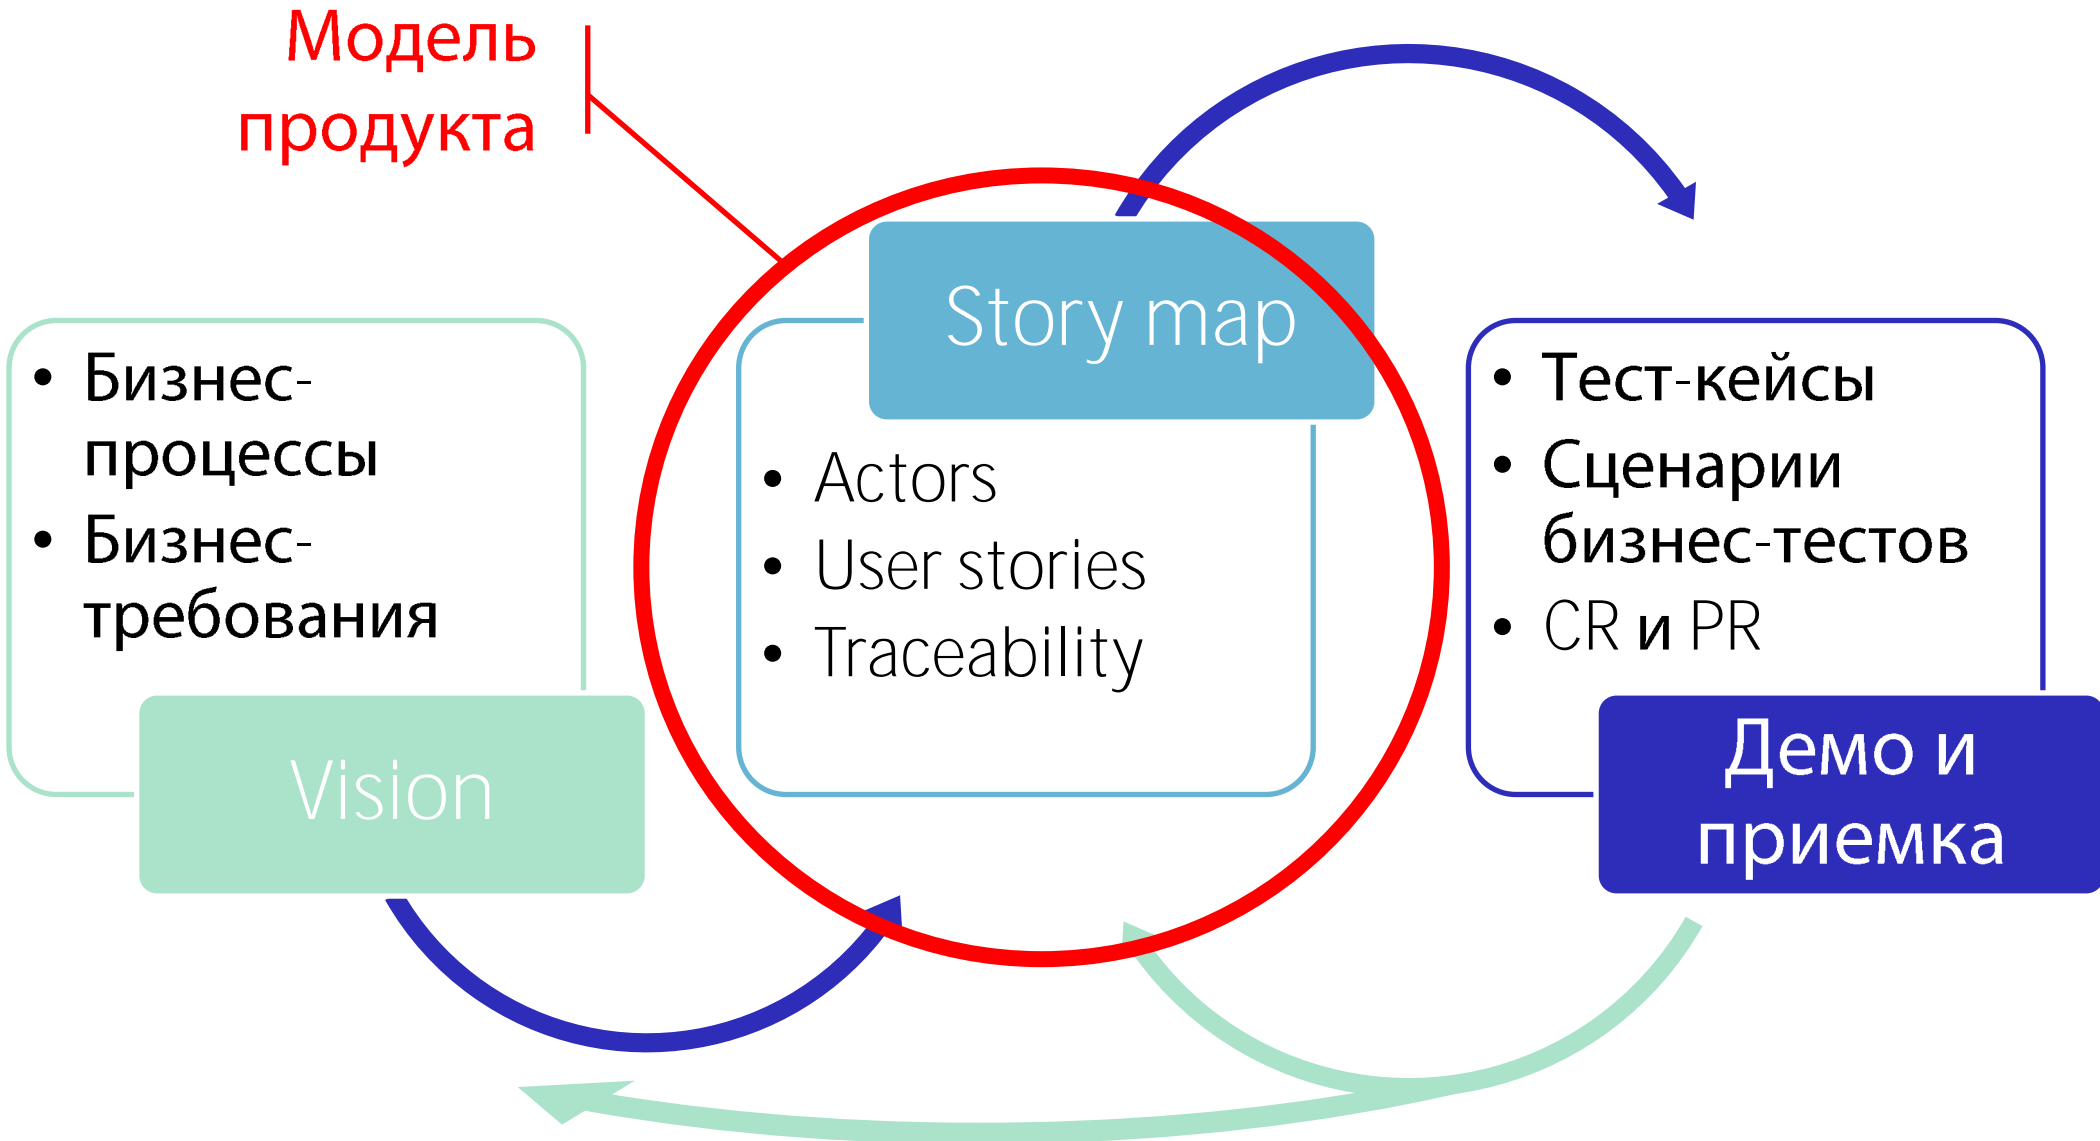 Модель
продукта
• Бизнес-
процессы
• Бизнес-
требования
Vision
Story map
• Actors
• User stories
• Traceability
• Тест-кейсы
• Сценарии
бизнес-тестов
• CR и PR
Демо и
приемка